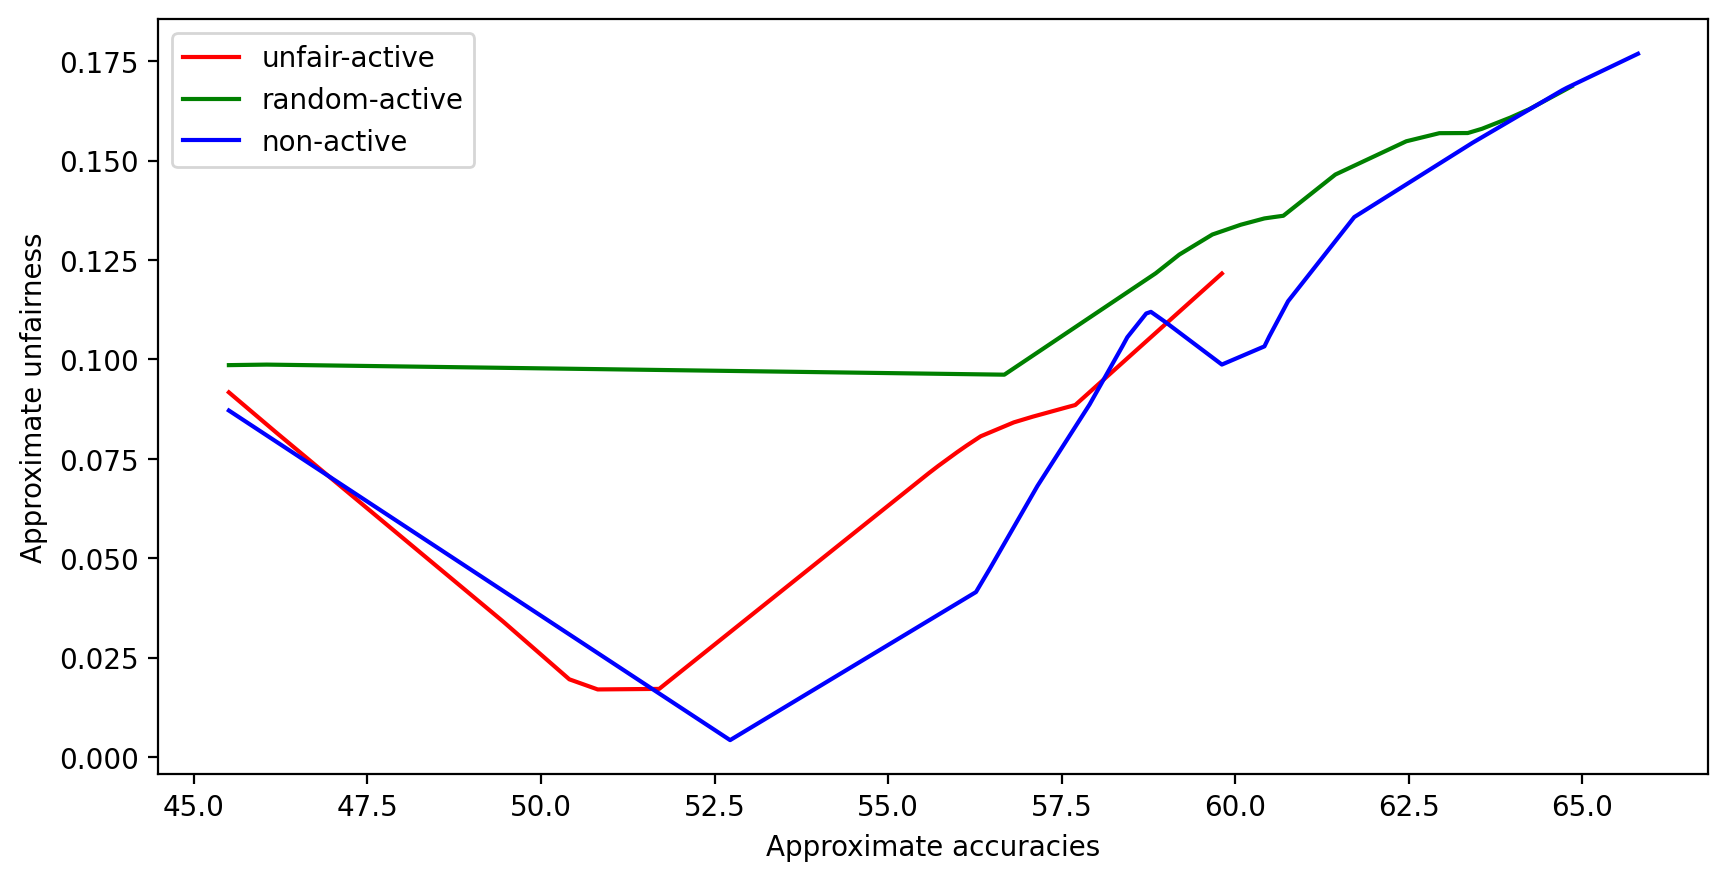 unfair-active
random-active
non-active
0.175
0.150
0.125
0.100
0.075
0.050
0.025
0.000
Approximate unfairness
45.0 47.5 50.0 52.5 55.0 57.5 60.0 62.5 65.0
Approximate accuracies